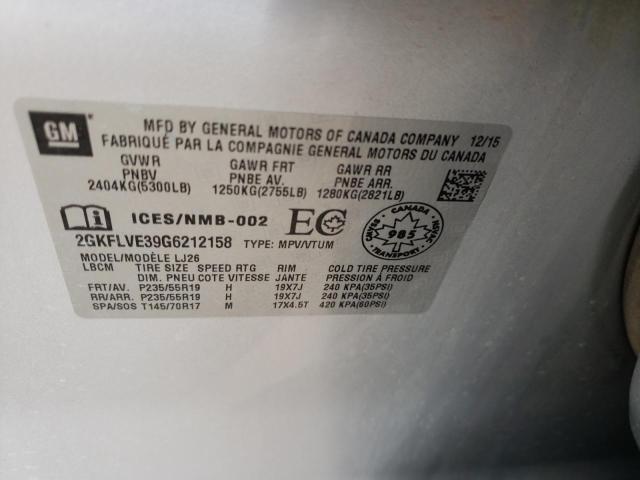 GM
MFD BY GENERAL MOTORS OF CANADA COMPANY 12/15
FABRIQUÉ PAR LA COMPAGNIE GENERAL MOTORS DU CANADA
GVWR GAWR FRT GAWR RR
PNBV PNBE AV. PNBE ARR.
2404KG(5300LB) 1250KG(2755LB) 1280KG(2821LB)
ICES/NMB-002 EC
CANADA
985
TRANSPORT
2GKFLVE39G6212158 TYPE: MPV/VTUM
MODEL/MODÈLE LJ26
LBCM TIRE SIZE SPEED RTG RIM COLD TIRE PRESSURE
DIM. PNEU COTE VITESSE JANTE PRESSION À FROID
FRT/AV. P235/55R19 H 19X7J 240 KPA(35PSI)
RR/ARR. P235/55R19 H 19X7J 240 KPA(35PSI)
SPA/SOS T145/70R17 M 17X4.5T 420 KPA(60PSI)